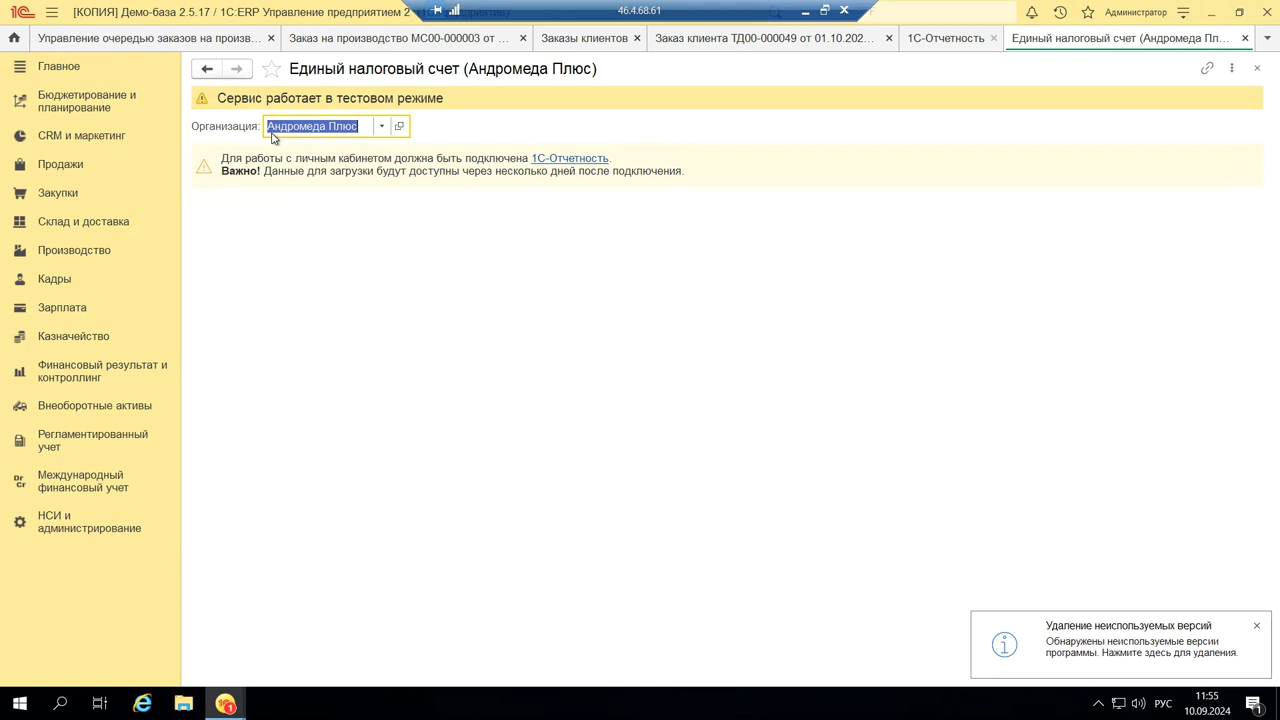 [КОПИЯ] Демо-база 2.5.17 / 1С:ERP Управление предприятием 2
46.4.68.61
Администратор
Управление очередью заказов на произв...
Заказ на производство МС00-000003 от ...
Заказы клиентов
Заказ клиента ТД00-000049 от 01.10.202...
1С-Отчетность
Единый налоговый счет (Андромеда Пл...
Главное
Бюджетирование и
планирование
CRM и маркетинг
Продажи
Закупки
Склад и доставка
Производство
Кадры
Зарплата
Казначейство
Финансовый результат и
контроллинг
Внеоборотные активы
Регламентированный
учет
Dr
Cr
Международный
финансовый учет
НСИ и
администрирование
Единый налоговый счет (Андромеда Плюс)
Сервис работает в тестовом режиме
Организация: Андромеда Плюс
Для работы с личным кабинетом должна быть подключена 1С-Отчетность.
Важно! Данные для загрузки будут доступны через несколько дней после подключения.
Удаление неиспользуемых версий
Обнаружены неиспользуемые версии
программы. Нажмите здесь для удаления.
1
РУС
11:55
10.09.2024
1